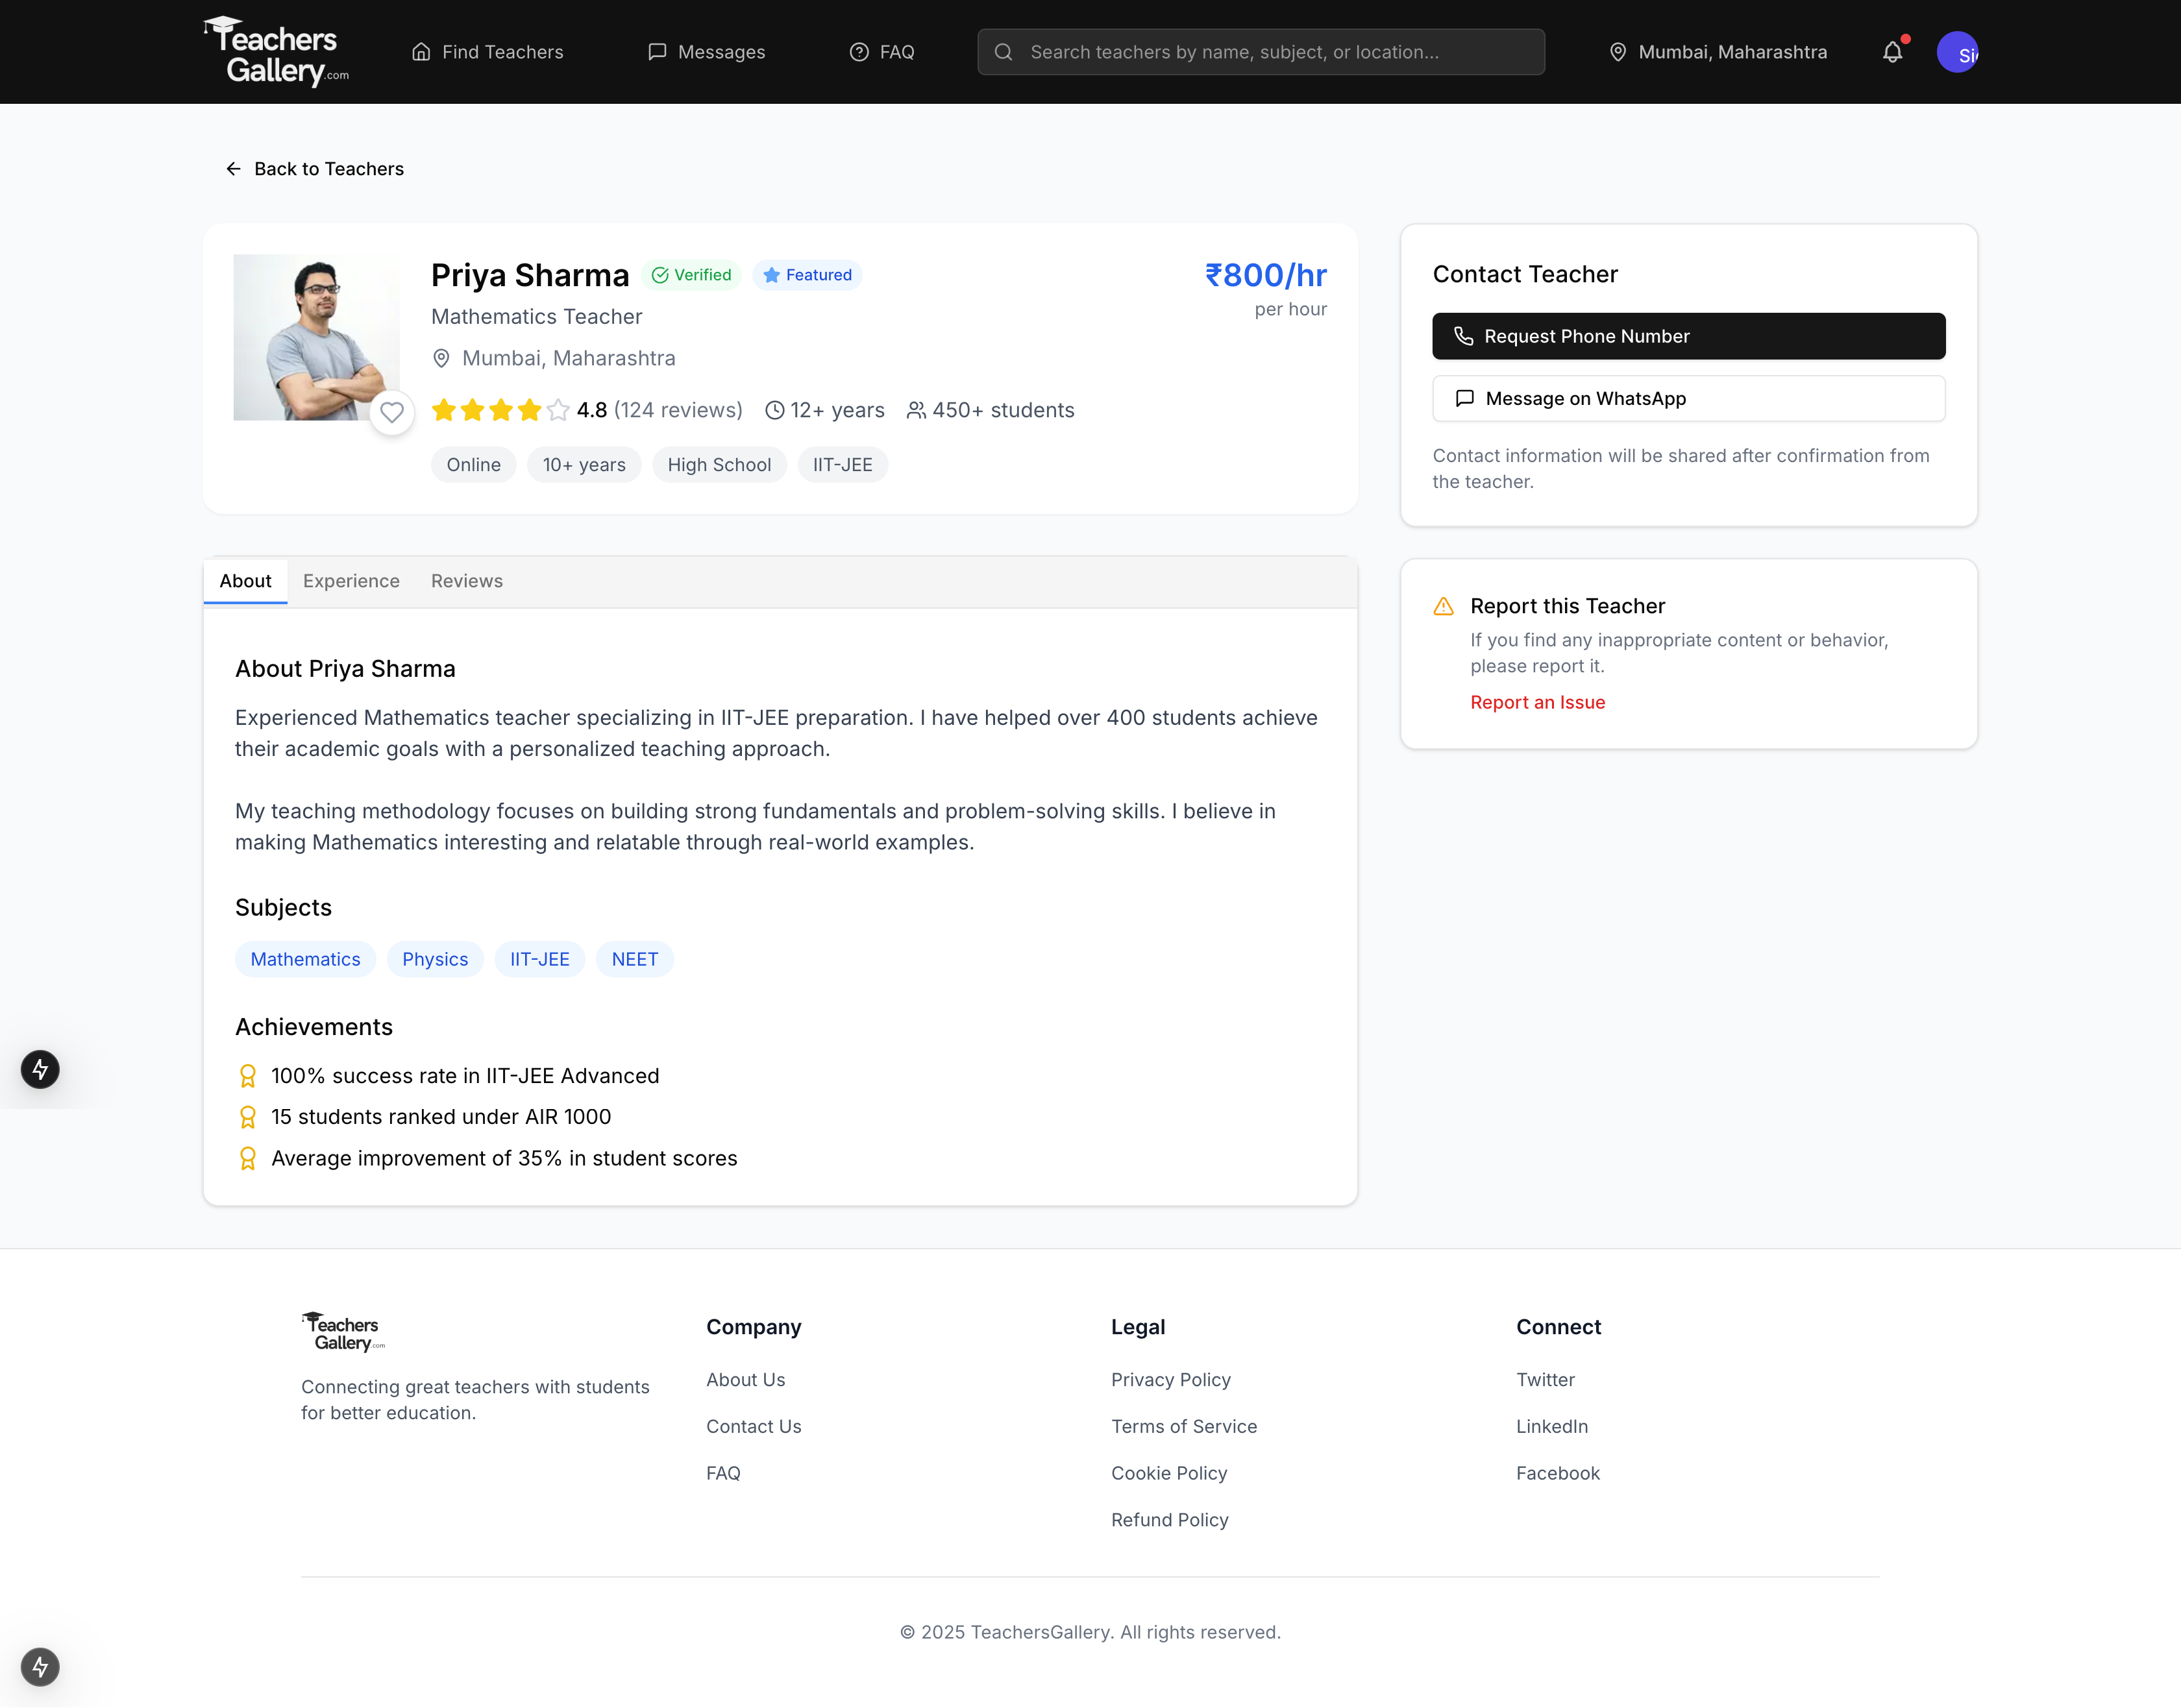 Teachers
Gallery.com
Find Teachers
Messages
FAQ
Search teachers by name, subject, or location...
Mumbai, Maharashtra
Back to Teachers
Priya Sharma
Verified
Featured
₹800/hr
per hour
Mathematics Teacher
Mumbai, Maharashtra
4.8 (124 reviews)
12+ years
450+ students
Online
10+ years
High School
IIT-JEE
Contact Teacher
Request Phone Number
Message on WhatsApp
Contact information will be shared after confirmation from
the teacher.
Report this Teacher
If you find any inappropriate content or behavior,
please report it.
Report an Issue
About
Experience
Reviews
About Priya Sharma
Experienced Mathematics teacher specializing in IIT-JEE preparation. I have helped over 400 students achieve
their academic goals with a personalized teaching approach.
My teaching methodology focuses on building strong fundamentals and problem-solving skills. I believe in
making Mathematics interesting and relatable through real-world examples.
Subjects
Mathematics
Physics
IIT-JEE
NEET
Achievements
100% success rate in IIT-JEE Advanced
15 students ranked under AIR 1000
Average improvement of 35% in student scores
Teachers
Gallery.com
Connecting great teachers with students
for better education.
Company
About Us
Contact Us
FAQ
Legal
Privacy Policy
Terms of Service
Cookie Policy
Refund Policy
Connect
Twitter
LinkedIn
Facebook
© 2025 TeachersGallery. All rights reserved.